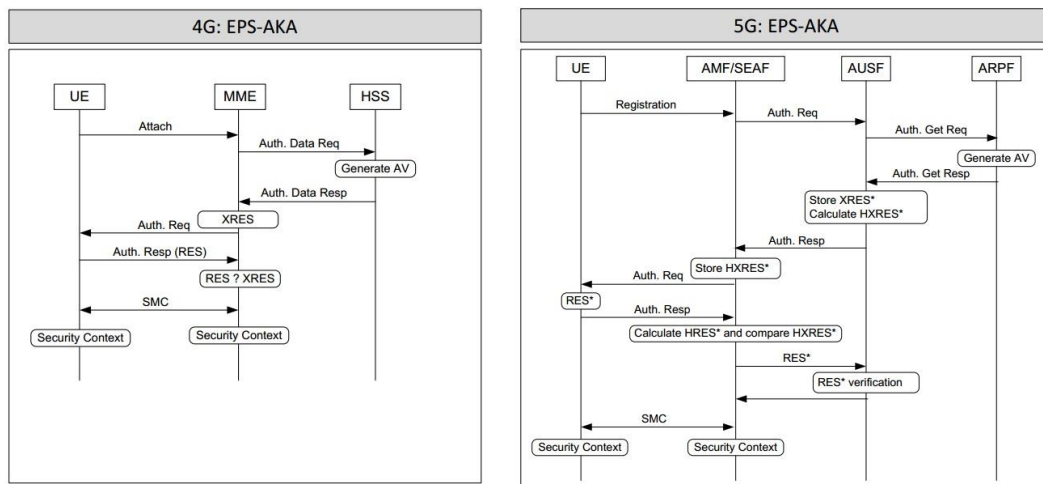 4G: EPS-AKA
UE
MME
HSS
Attach
Auth. Data Req
Generate AV
Auth. Data Resp
XRES
Auth. Req
Auth. Resp (RES)
RES ? XRES
SMC
Security Context
Security Context
5G: EPS-AKA
UE
AMF/SEAF
AUSF
ARPF
Registration
Auth. Req
Auth. Get Req
Generate AV
Auth. Get Resp
Store XRES*
Calculate HXRES*
Auth. Resp
Store HXRES*
Auth. Req
RES*
Auth. Resp
Calculate HRES* and compare HXRES*
RES*
RES* verification
SMC
Security Context
Security Context